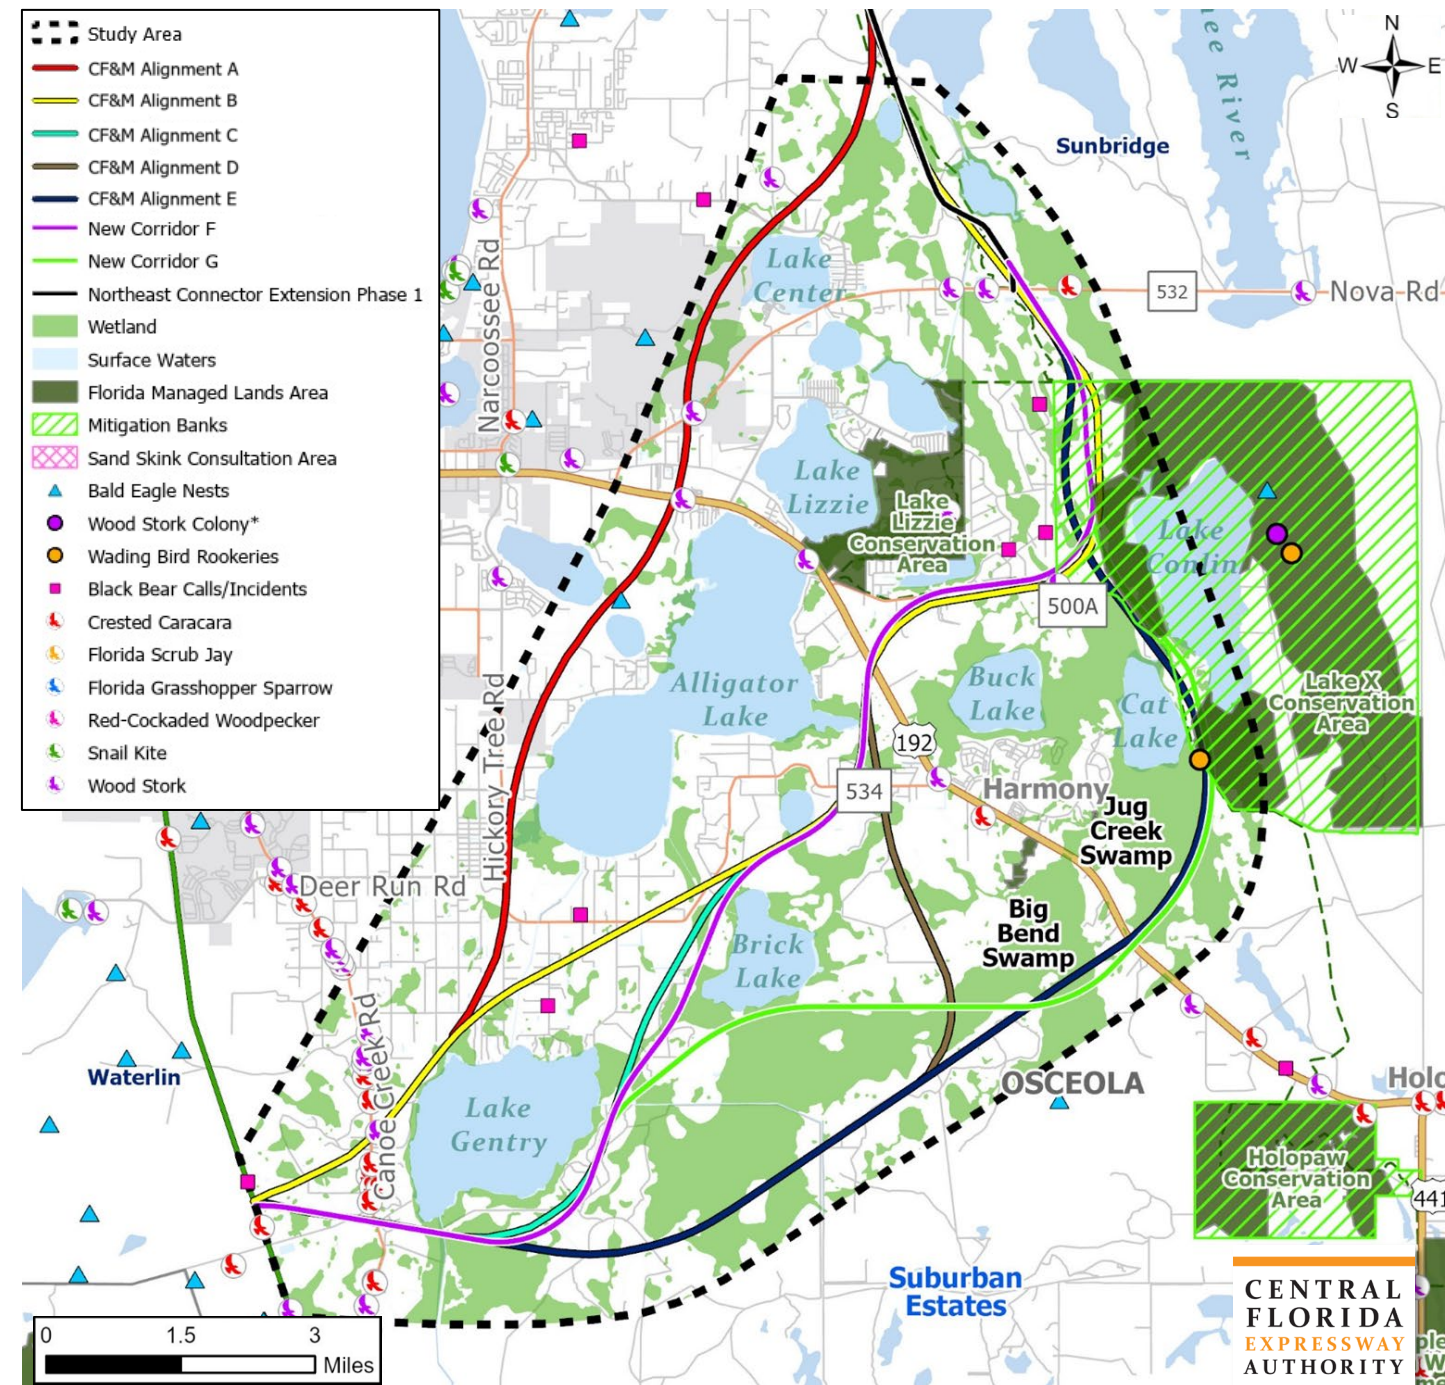 Study Area
CF&M Alignment A
CF&M Alignment B
CF&M Alignment C
CF&M Alignment D
CF&M Alignment E
New Corridor F
New Corridor G
Northeast Connector Extension Phase 1
Wetland
Surface Waters
Florida Managed Lands Area
Mitigation Banks
Sand Skink Consultation Area
Bald Eagle Nests
Wood Stork Colony*
Wading Bird Rookeries
Black Bear Calls/Incidents
Crested Caracara
Florida Scrub Jay
Florida Grasshopper Sparrow
Red-Cockaded Woodpecker
Snail Kite
Wood Stork
N
W
E
S
River
Sunbridge
Narcoossee Rd
Lake
Center
532
Nova Rd
Lake
Lizzie
Lake
Lizzie
Conservation
Area
Lake
Conlin
500A
Alligator
Lake
Buck
Lake
Cat
Lake
Lake X
Conservation
Area
Hickory Tree Rd
192
534
Harmony
Jug
Creek
Swamp
Deer Run Rd
Big
Bend
Swamp
Brick
Lake
Canoe Creek Rd
Waterlin
OSCEOLA
Lake
Gentry
Holopaw
Conservation
Area
441
Suburban
Estates
0 1.5 3
Miles
CENTRAL
FLORIDA
EXPRESSWAY
AUTHORITY